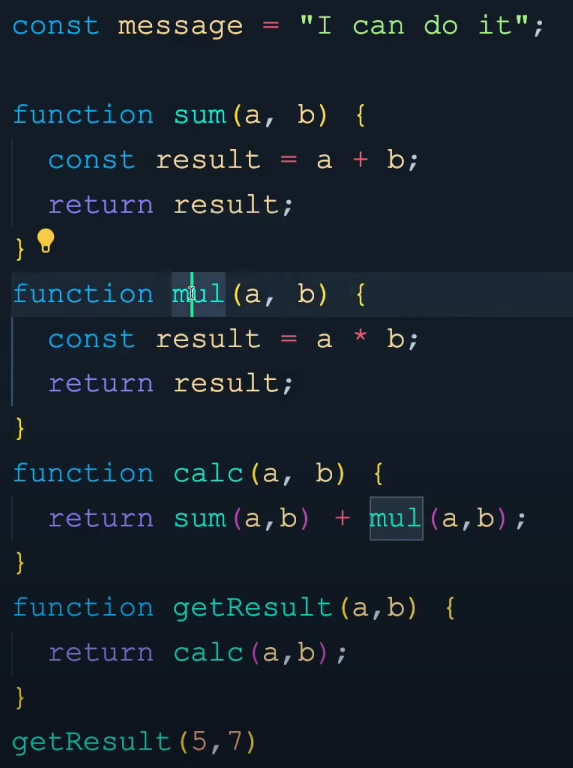 const message = "I can do it";
function sum(a, b) {
const result = a + b;
return result;
}
function mul(a, b) {
const result = a * b;
return result;
}
function calc(a, b) {
return sum(a,b) + mul(a,b);
}
function getResult(a,b) {
return calc(a,b);
}
getResult(5,7)